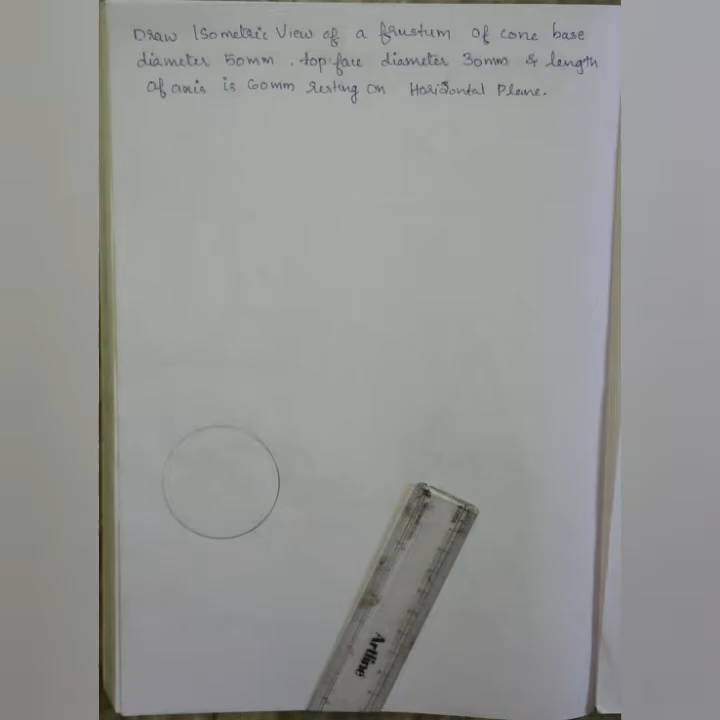 Draw Isometric View of a frustum of cone base
diameter 50mm, top face diameter 30mm & length
of axis is 60mm resting on Horizontal Plane.
Artline